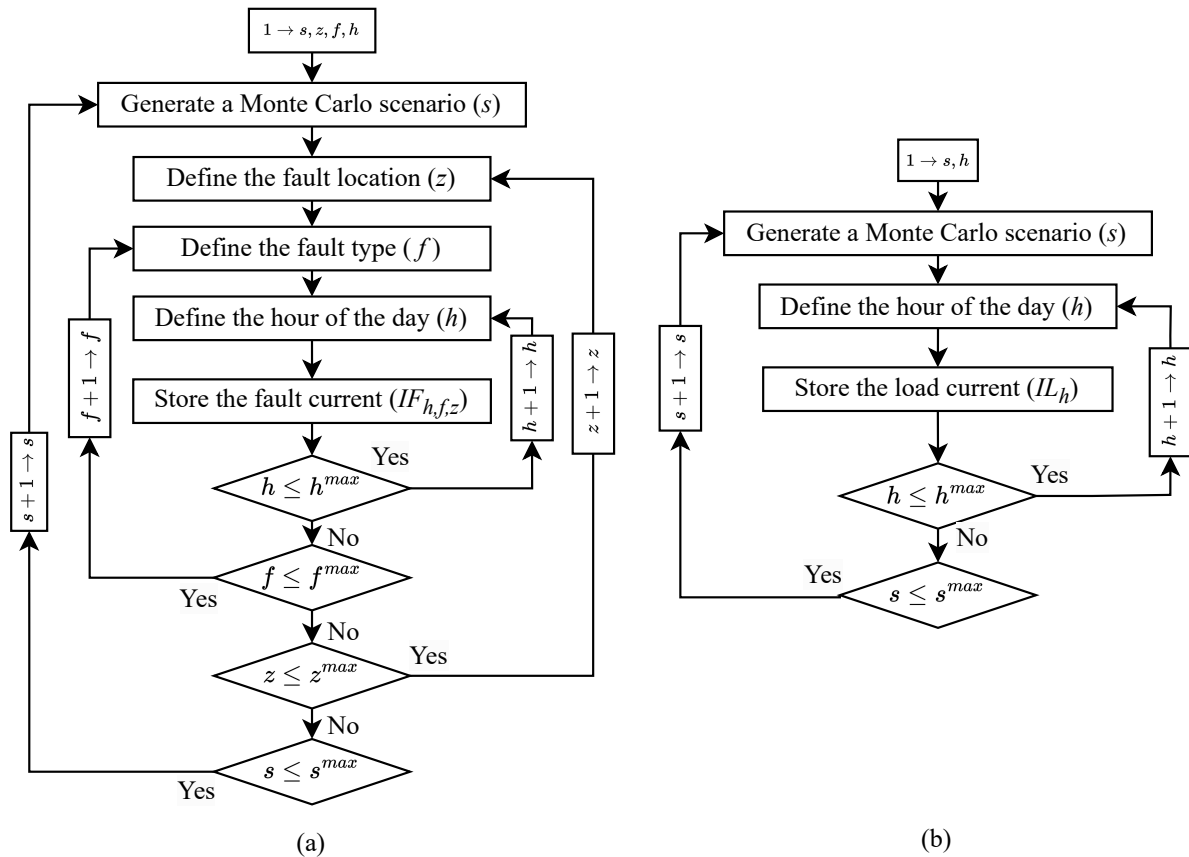 1 → s, z, f, h
Generate a Monte Carlo scenario (s)
Define the fault location (z)
Define the fault type ( f )
Define the hour of the day (h)
Store the fault current (IF_{h,f,z})
s + 1 → s
f + 1 → f
h + 1 → h
z + 1 → z
h ≤ h^{max}
Yes
No
f ≤ f^{max}
Yes
No
z ≤ z^{max}
Yes
No
s ≤ s^{max}
Yes
(a)
1 → s, h
Generate a Monte Carlo scenario (s)
Define the hour of the day (h)
Store the load current (IL_h)
s + 1 → s
h + 1 → h
h ≤ h^{max}
Yes
No
s ≤ s^{max}
Yes
(b)